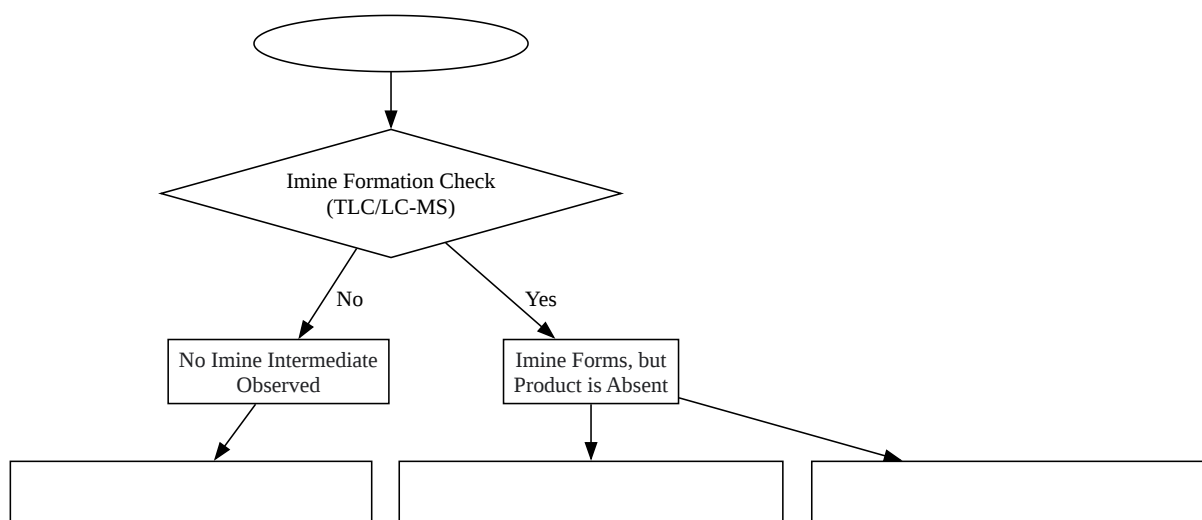 Imine Formation Check
(TLC/LC-MS)
No
Yes
No Imine Intermediate
Observed
Imine Forms, but
Product is Absent